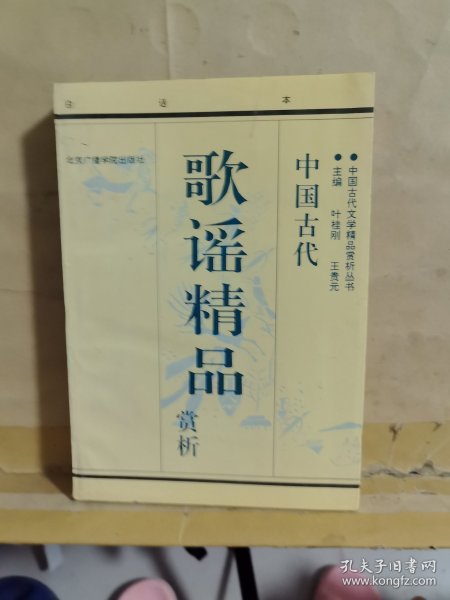 白话本
●中国古代文学精品赏析丛书
●主编 叶桂刚 王贵元
中国古代
歌谣精品
赏析
北京广播学院出版社
孔夫子旧书网
www.kongfz.com